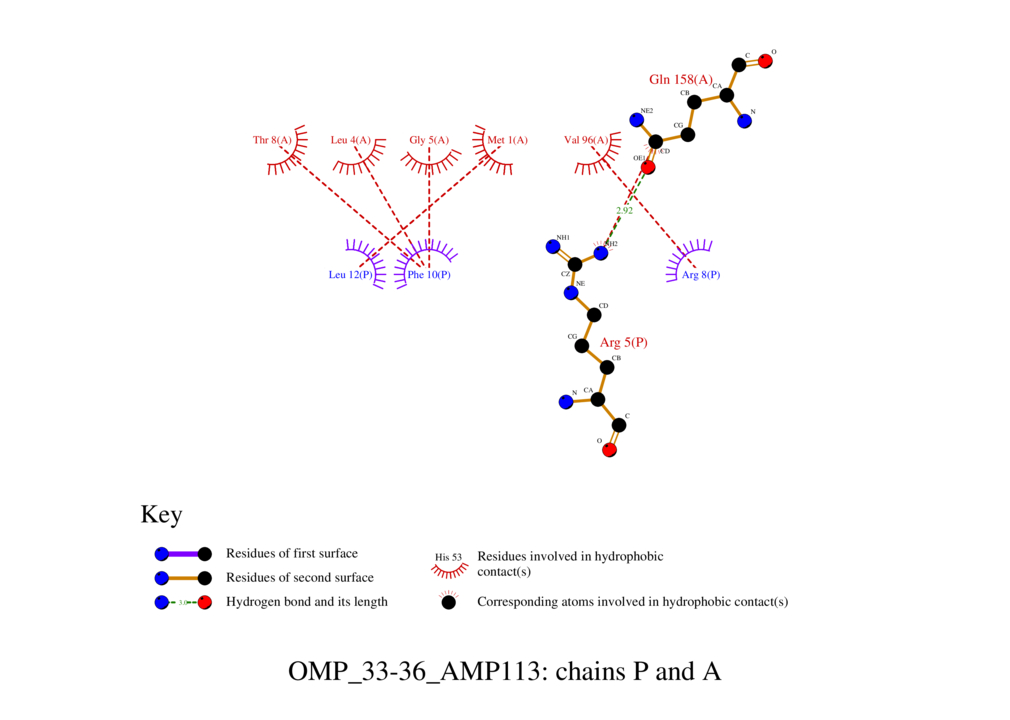 C
O
Gln 158(A)
CA
CB
NE2
N
CG
CD
OE1
Thr 8(A)
Leu 4(A)
Gly 5(A)
Met 1(A)
Val 96(A)
2.92
NH1
NH2
Leu 12(P)
Phe 10(P)
Arg 8(P)
CZ
NE
CD
CG
Arg 5(P)
CB
N
CA
C
O
Key
Residues of first surface
Residues of second surface
3.0
Hydrogen bond and its length
His 53
Residues involved in hydrophobic
contact(s)
Corresponding atoms involved in hydrophobic contact(s)
OMP_33-36_AMP113: chains P and A